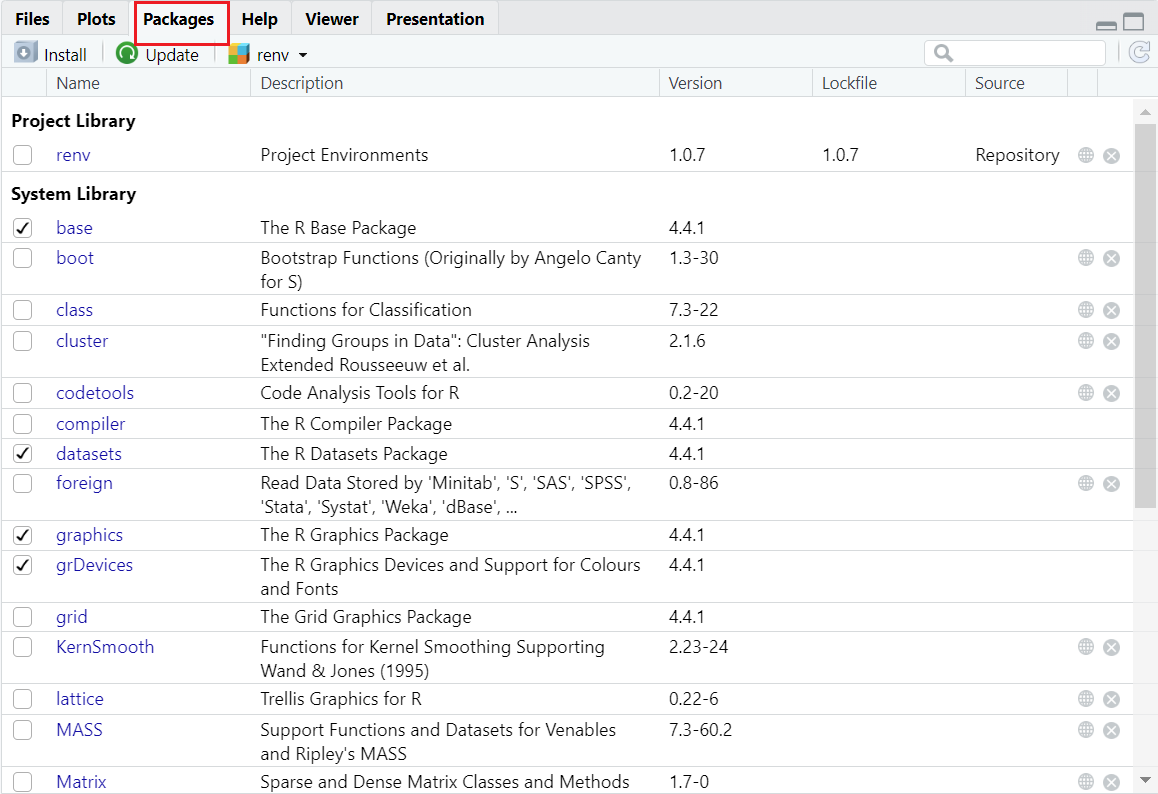 Files Plots Packages Help Viewer Presentation
Install Update renv
Name Description Version Lockfile Source
Project Library
renv Project Environments 1.0.7 1.0.7 Repository
System Library
base The R Base Package 4.4.1
boot Bootstrap Functions (Originally by Angelo Canty 1.3-30
for S)
class Functions for Classification 7.3-22
cluster "Finding Groups in Data": Cluster Analysis 2.1.6
Extended Rousseeuw et al.
codetools Code Analysis Tools for R 0.2-20
compiler The R Compiler Package 4.4.1
datasets The R Datasets Package 4.4.1
foreign Read Data Stored by 'Minitab', 'S', 'SAS', 'SPSS', 0.8-86
'Stata', 'Systat', 'Weka', 'dBase', ...
graphics The R Graphics Package 4.4.1
grDevices The R Graphics Devices and Support for Colours 4.4.1
and Fonts
grid The Grid Graphics Package 4.4.1
KernSmooth Functions for Kernel Smoothing Supporting 2.23-24
Wand & Jones (1995)
lattice Trellis Graphics for R 0.22-6
MASS Support Functions and Datasets for Venables 7.3-60.2
and Ripley's MASS
Matrix Sparse and Dense Matrix Classes and Methods 1.7-0